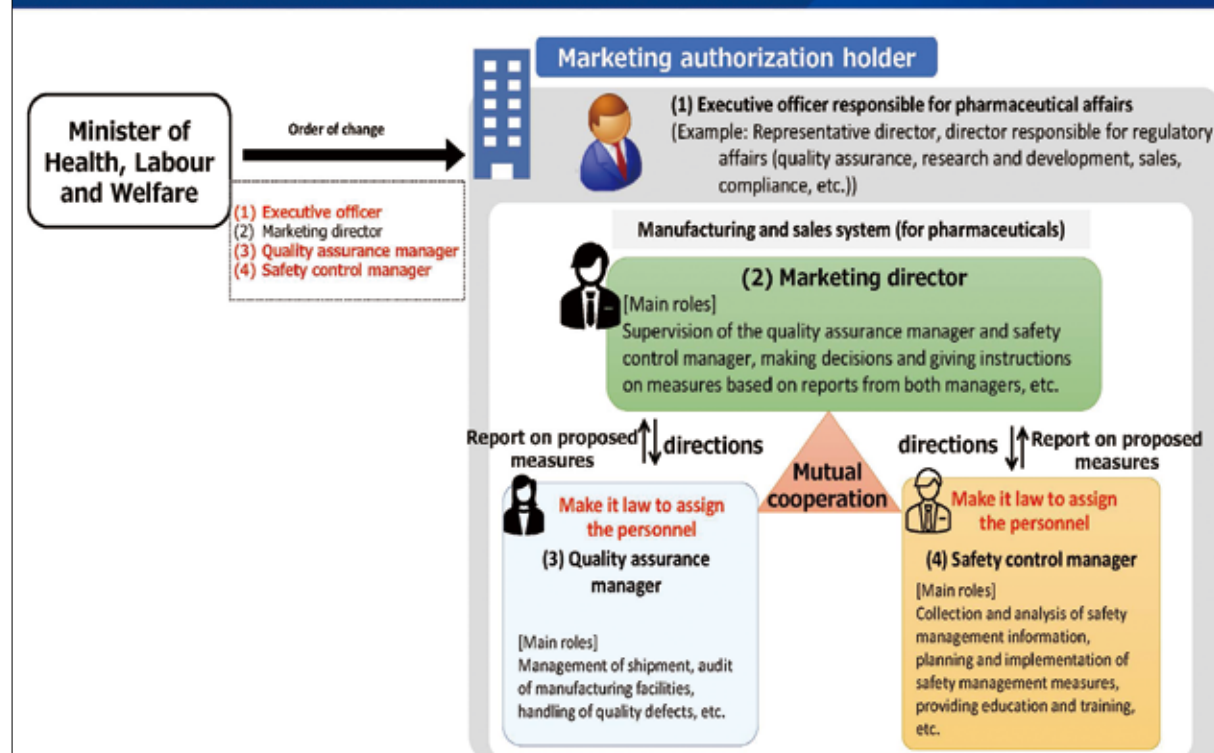 Marketing authorization holder
Minister of
Health, Labour
and Welfare
Order of change
(1) Executive officer
(2) Marketing director
(3) Quality assurance manager
(4) Safety control manager
(1) Executive officer responsible for pharmaceutical affairs
(Example: Representative director, director responsible for regulatory
affairs (quality assurance, research and development, sales,
compliance, etc.))
Manufacturing and sales system (for pharmaceuticals)
(2) Marketing director
[Main roles]
Supervision of the quality assurance manager and safety
control manager, making decisions and giving instructions
on measures based on reports from both managers, etc.
Report on proposed
measures
directions
Mutual
cooperation
directions
Report on proposed
measures
Make it law to assign
the personnel
(3) Quality assurance
manager
[Main roles]
Management of shipment, audit
of manufacturing facilities,
handling of quality defects, etc.
Make it law to assign
the personnel
(4) Safety control manager
[Main roles]
Collection and analysis of safety
management information,
planning and implementation of
safety management measures,
providing education and training,
etc.